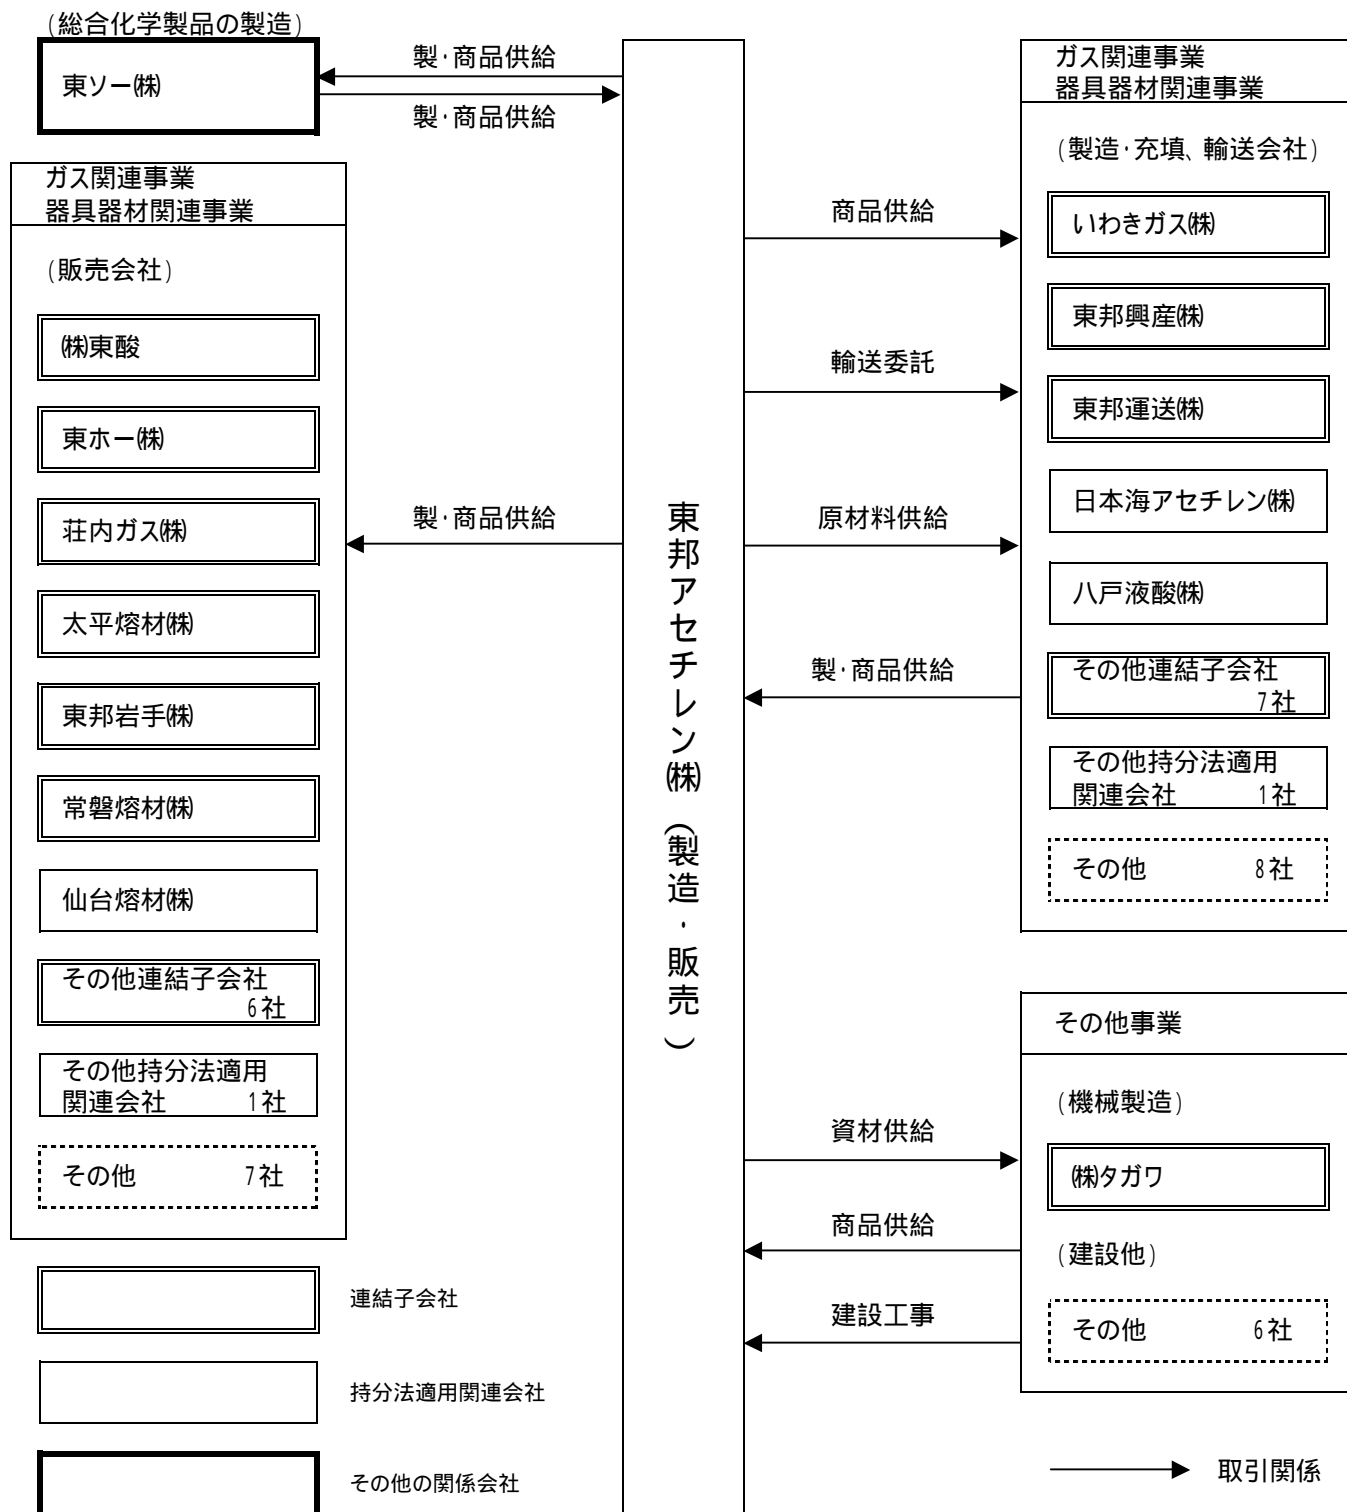 (総合化学製品の製造)
東ソー㈱
製・商品供給
製・商品供給
ガス関連事業
器具器材関連事業
(販売会社)
㈱東酸
東ホー㈱
荘内ガス㈱
太平熔材㈱
東邦岩手㈱
常磐熔材㈱
仙台熔材㈱
その他連結子会社
6社
その他持分法適用
関連会社 1社
その他 7社
製・商品供給
東邦アセチレン㈱(製造・販売)
商品供給
輸送委託
原材料供給
製・商品供給
ガス関連事業
器具器材関連事業
(製造・充填、輸送会社)
いわきガス㈱
東邦興産㈱
東邦運送㈱
日本海アセチレン㈱
八戸液酸㈱
その他連結子会社
7社
その他持分法適用
関連会社 1社
その他 8社
資材供給
商品供給
建設工事
その他事業
(機械製造)
㈱タガワ
(建設他)
その他 6社
連結子会社
持分法適用関連会社
その他の関係会社
取引関係